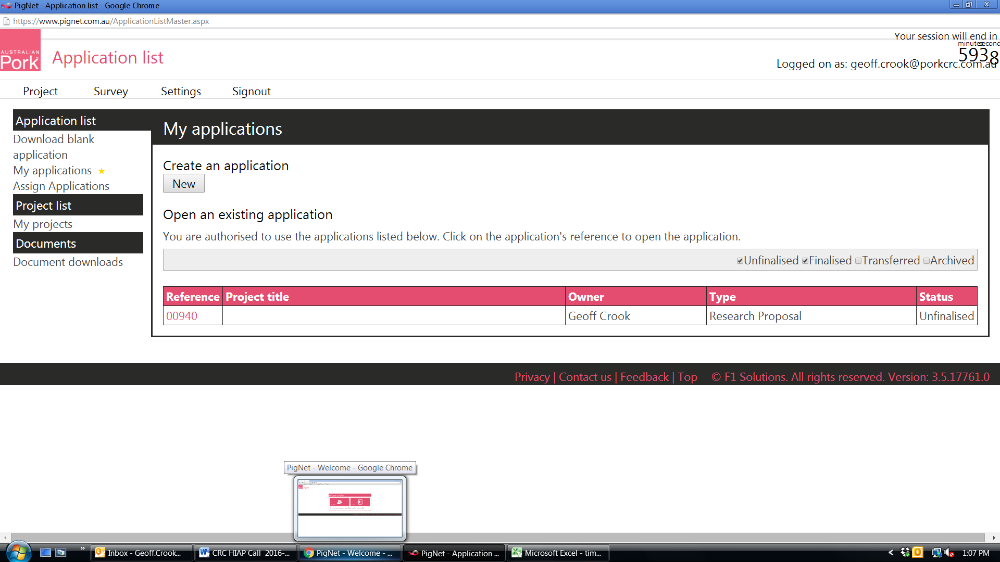 PigNet - Application list - Google Chrome
https://www.pignet.com.au/ApplicationListMaster.aspx
Your session will end in
minutes
second
5938
AUSTRALIAN
Pork
Application list
Logged on as: geoff.crook@porkcrc.com.au
Project Survey Settings Signout
Application list
Download blank
application
My applications
Assign Applications
Project list
My projects
Documents
Document downloads
My applications
Create an application
New
Open an existing application
You are authorised to use the applications listed below. Click on the application's reference to open the application.
Unfinalised Finalised Transferred Archived
Reference Project title Owner Type Status
00940 Geoff Crook Research Proposal Unfinalised
Privacy | Contact us | Feedback | Top © F1 Solutions. All rights reserved. Version: 3.5.17761.0
PigNet - Welcome - Google Chrome
Inbox - Geoff.Crook... CRC HIAP Call 2016-... PigNet - Welcome - ... PigNet - Application ... Microsoft Excel - tim... 1:07 PM